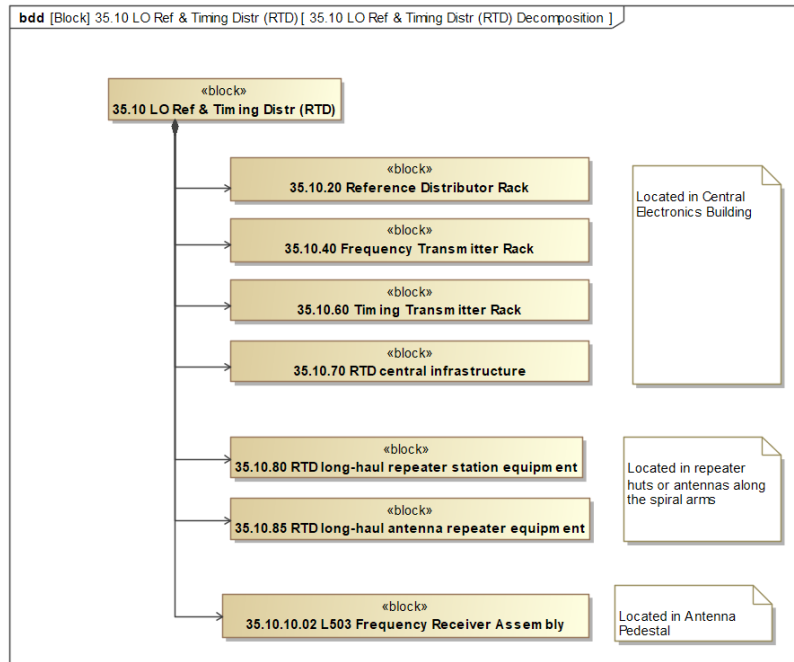 bdd [Block] 35.10 LO Ref & Timing Distr (RTD) [ 35.10 LO Ref & Timing Distr (RTD) Decomposition ]
«block»
35.10 LO Ref & Timing Distr (RTD)
«block»
35.10.20 Reference Distributor Rack
«block»
35.10.40 Frequency Transmitter Rack
«block»
35.10.60 Timing Transmitter Rack
«block»
35.10.70 RTD central infrastructure
Located in Central
Electronics Building
«block»
35.10.80 RTD long-haul repeater station equipment
«block»
35.10.85 RTD long-haul antenna repeater equipment
Located in repeater
huts or antennas along
the spiral arms
«block»
35.10.10.02 L503 Frequency Receiver Assembly
Located in Antenna
Pedestal